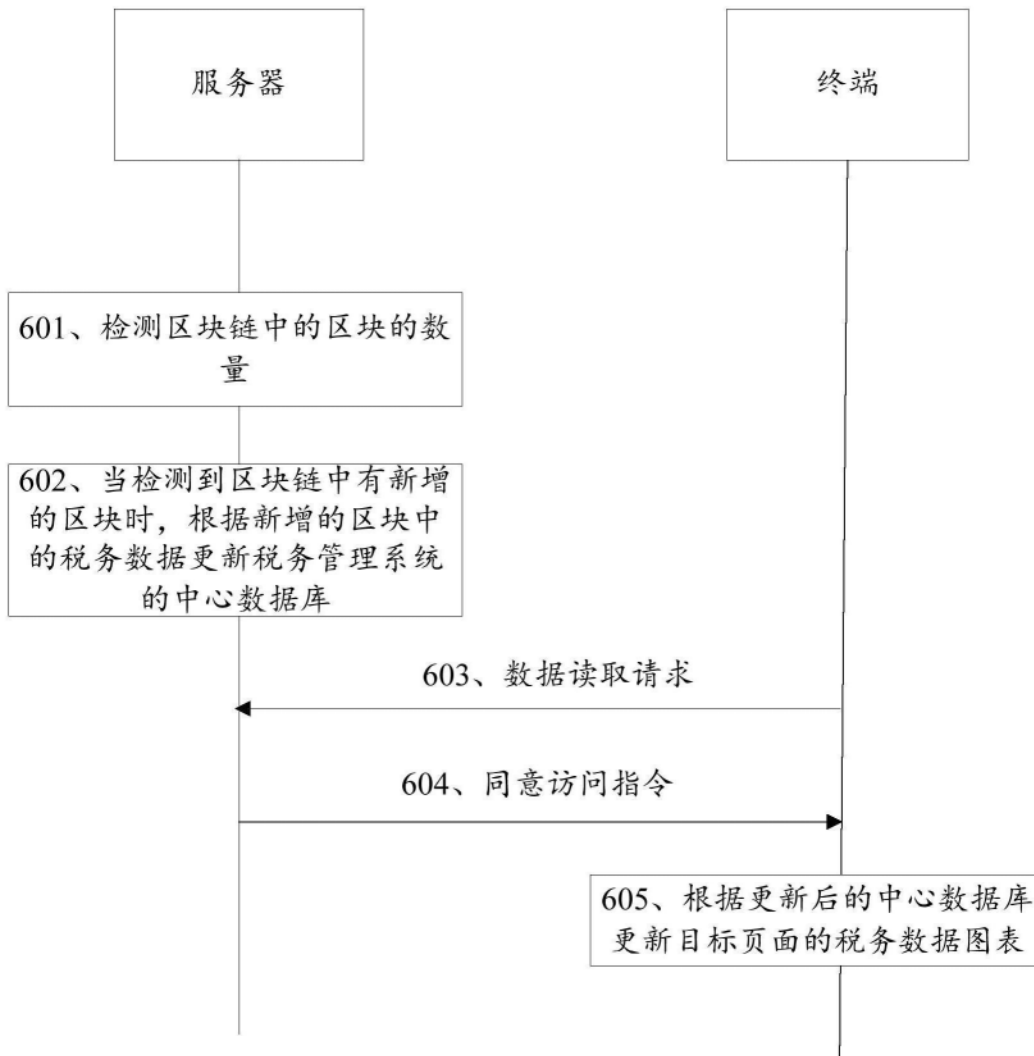 服务器
终端
601、检测区块链中的区块的数
量
602、当检测到区块链中有新增
的区块时，根据新增的区块中
的税务数据更新税务管理系统
的中心数据库
603、数据读取请求
604、同意访问指令
605、根据更新后的中心数据库
更新目标页面的税务数据图表